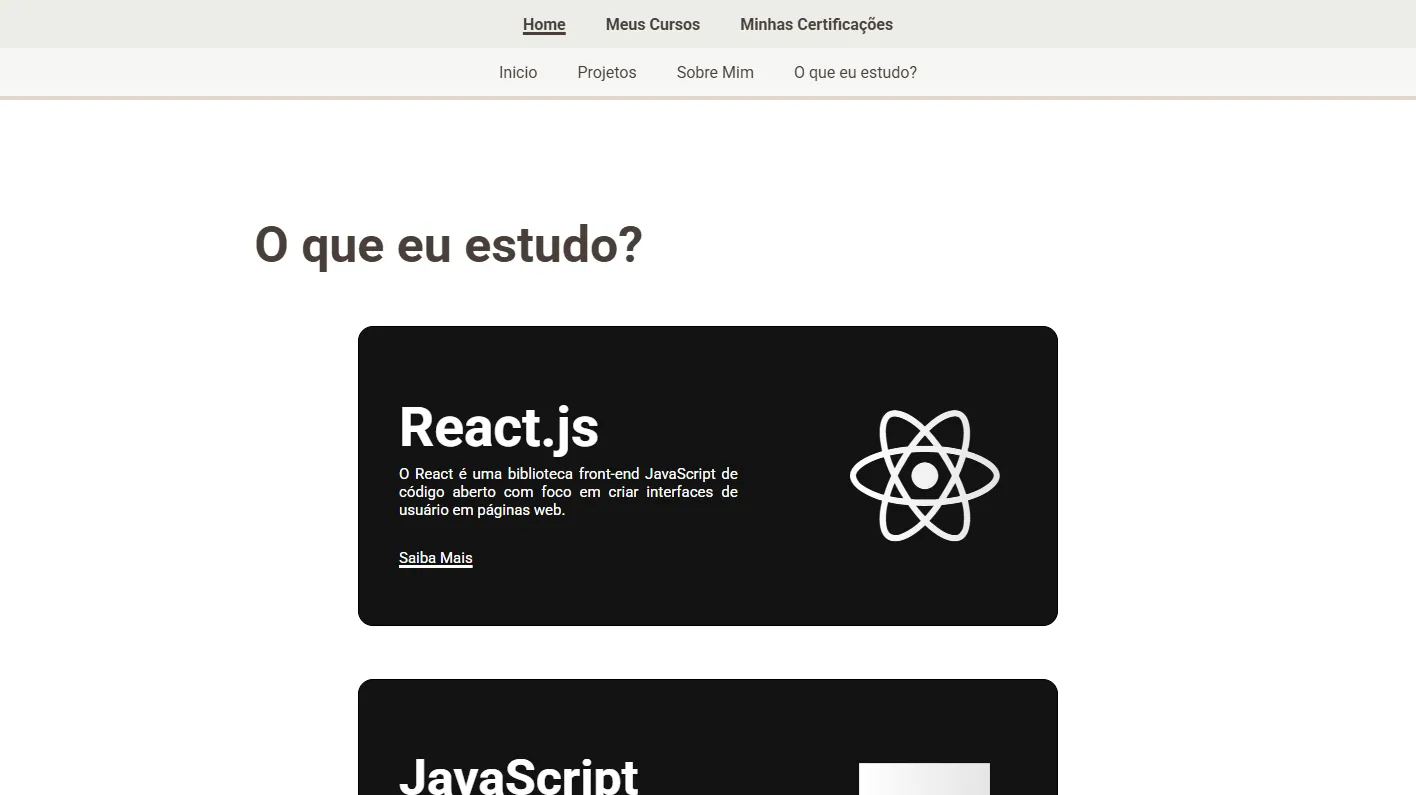 Home Meus Cursos Minhas Certificações
Inicio Projetos Sobre Mim O que eu estudo?
O que eu estudo?
React.js
O React é uma biblioteca front-end JavaScript de
código aberto com foco em criar interfaces de
usuário em páginas web.
Saiba Mais
JavaScript